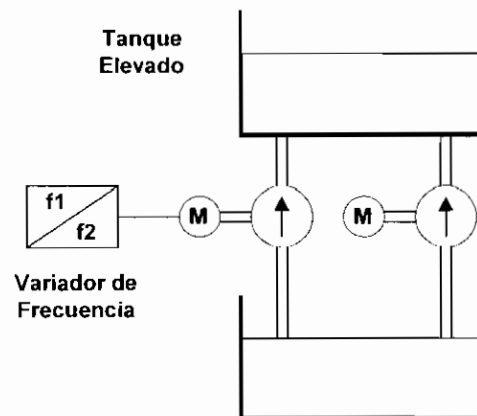 Tanque
Elevado
f1
f2
M
M
Variador de
Frecuencia